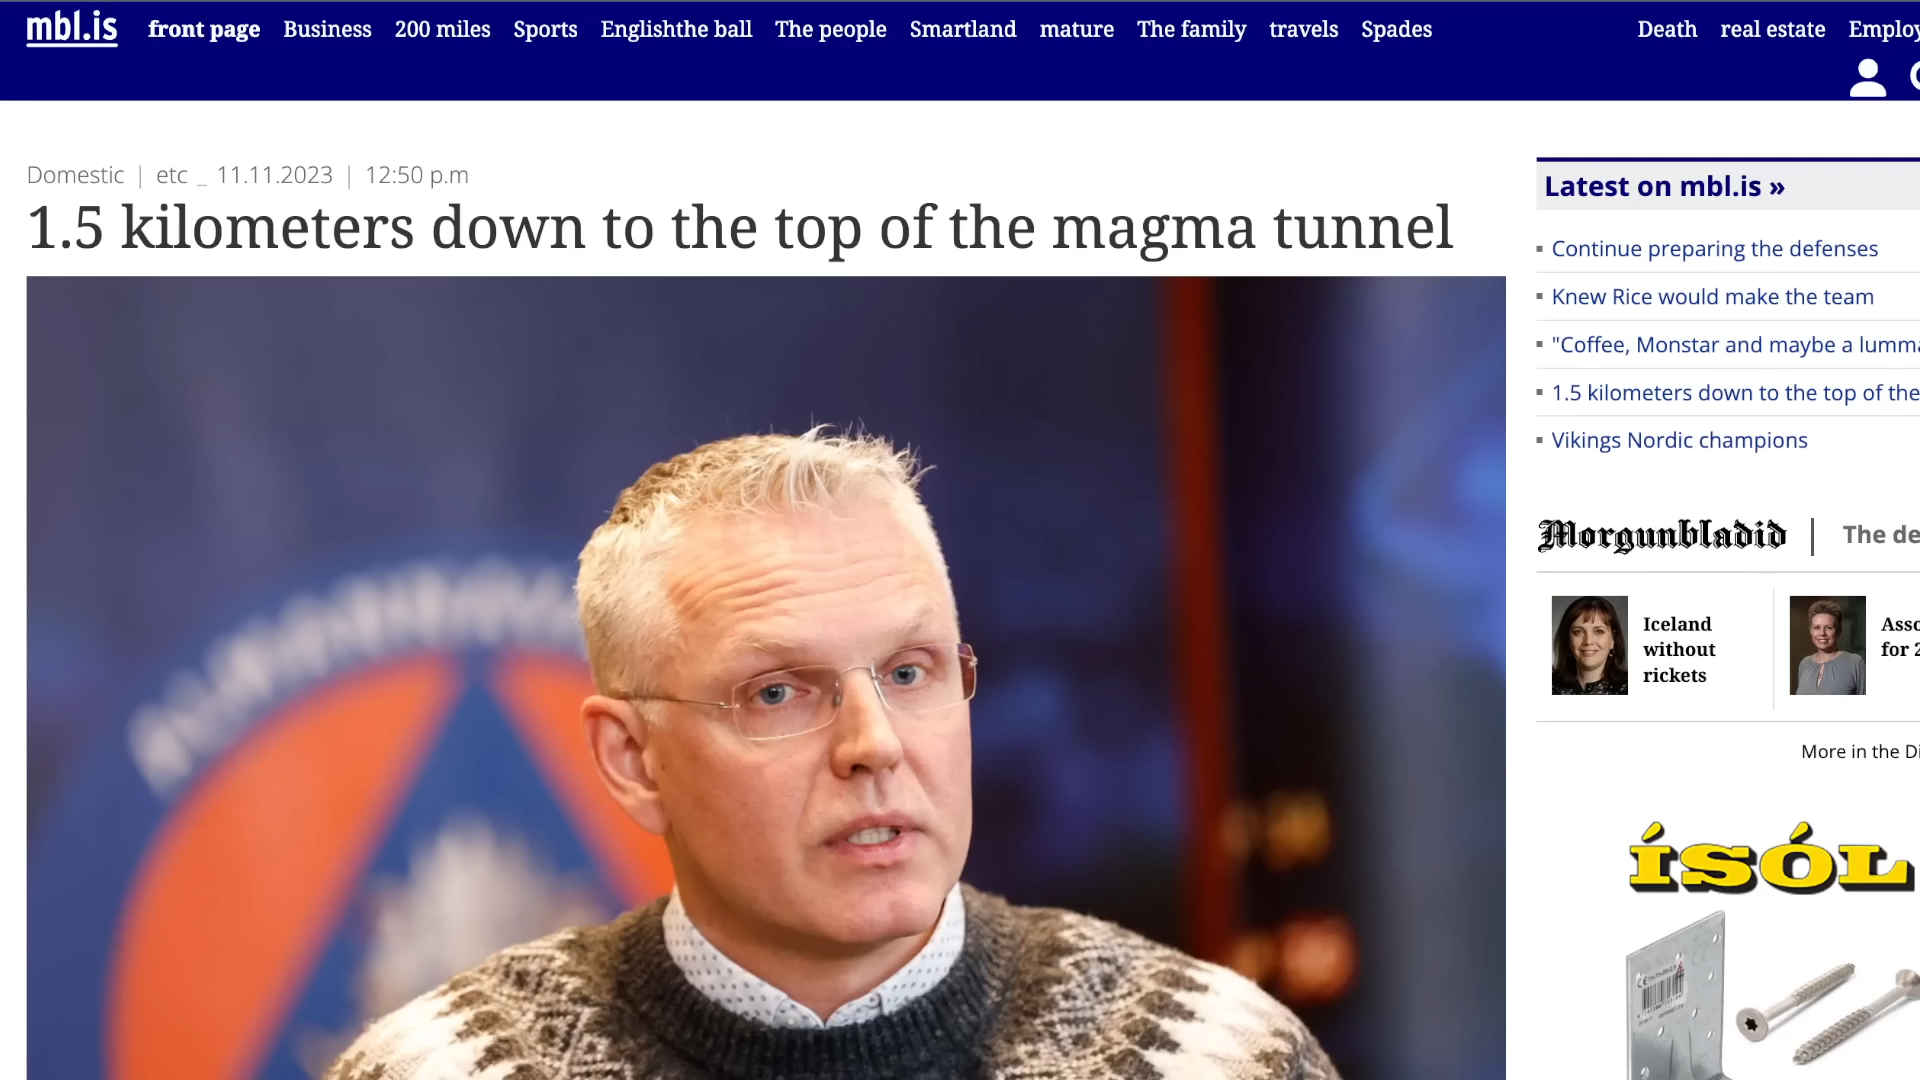 mbl.is
front page Business 200 miles Sports Englishthe ball The people Smartland mature The family travels Spades
Death real estate Employ
Domestic | etc _ 11.11.2023 | 12:50 p.m
1.5 kilometers down to the top of the magma tunnel
Latest on mbl.is »
Continue preparing the defenses
Knew Rice would make the team
"Coffee, Monstar and maybe a lumma
1.5 kilometers down to the top of the
Vikings Nordic champions
Morgunbladid | The de
Iceland
without
rickets
Asso
for 2
More in the Di
ÍSÓL